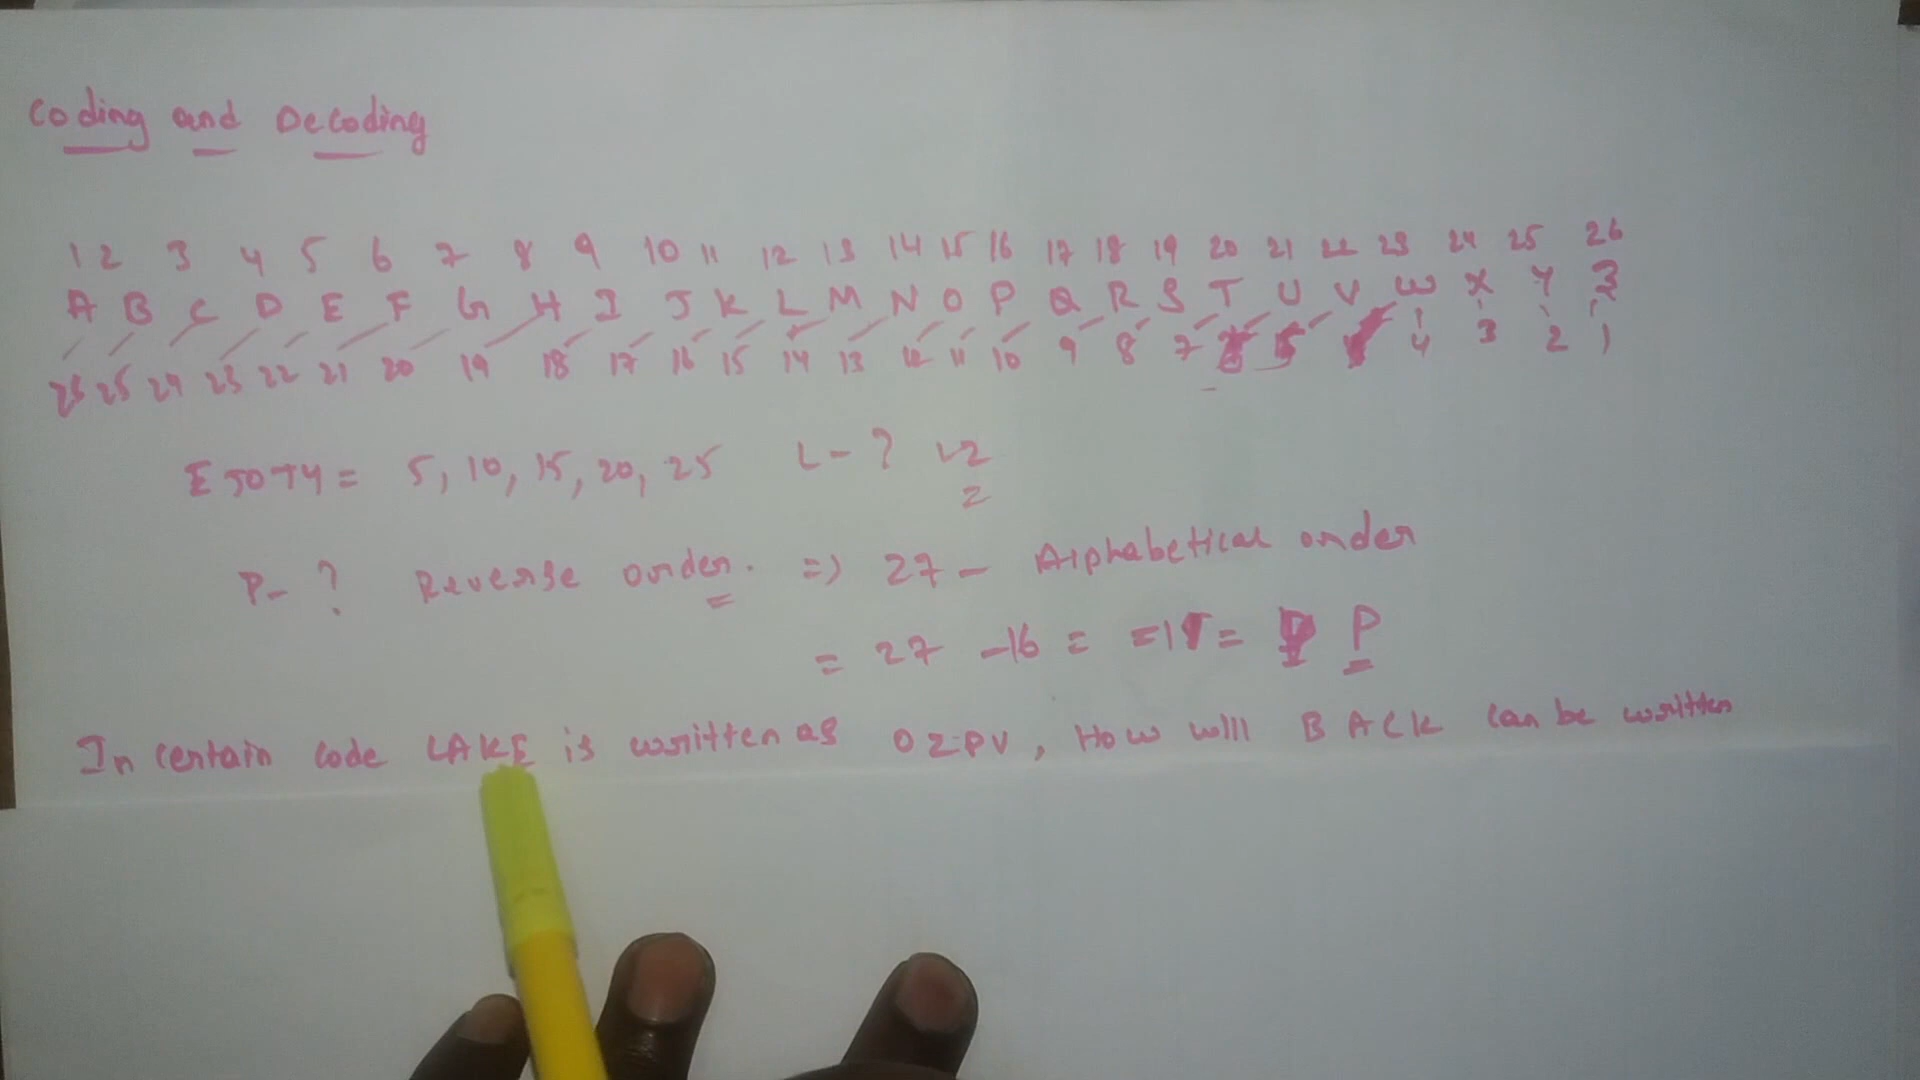 Coding and Decoding
1 2 3 4 5 6 7 8 9 10 11 12 13 14 15 16 17 18 19 20 21 22 23 24 25 26
A B C D E F G H I J K L M N O P Q R S T U V W X Y Z
26 25 24 23 22 21 20 19 18 17 16 15 14 13 12 11 10 9 8 7 6 5 4 3 2 1
EJOTY = 5, 10, 15, 20, 25 L - ? 12
P - ? Reverse order. => 27 - Alphabetical order
= 27 - 16 = = 11 = P
In certain code LAKE is written as OZPV, How will BACK can be written